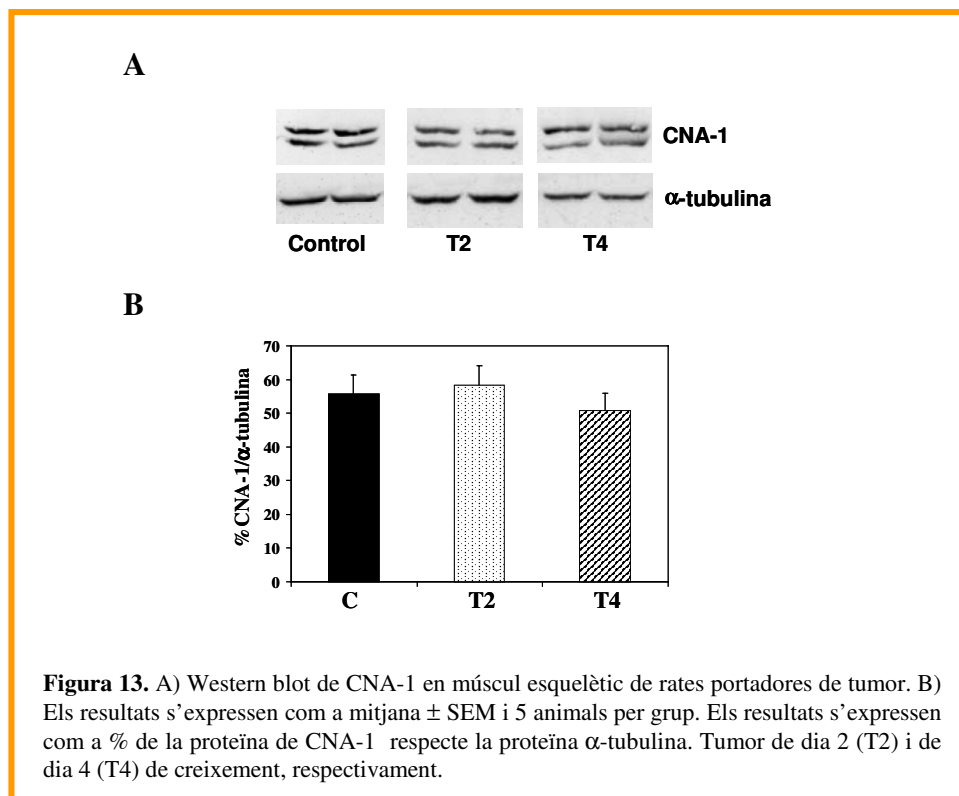 A
CNA-1
α-tubulina
Control T2 T4
B
%CNA-1/α-tubulina
70
60
50
40
30
20
10
0
C T2 T4
Figura 13. A) Western blot de CNA-1 en múscul esquelètic de rates portadores de tumor. B)
Els resultats s'expressen com a mitjana ± SEM i 5 animals per grup. Els resultats s'expressen
com a % de la proteïna de CNA-1 respecte la proteïna α-tubulina. Tumor de dia 2 (T2) i de
dia 4 (T4) de creixement, respectivament.